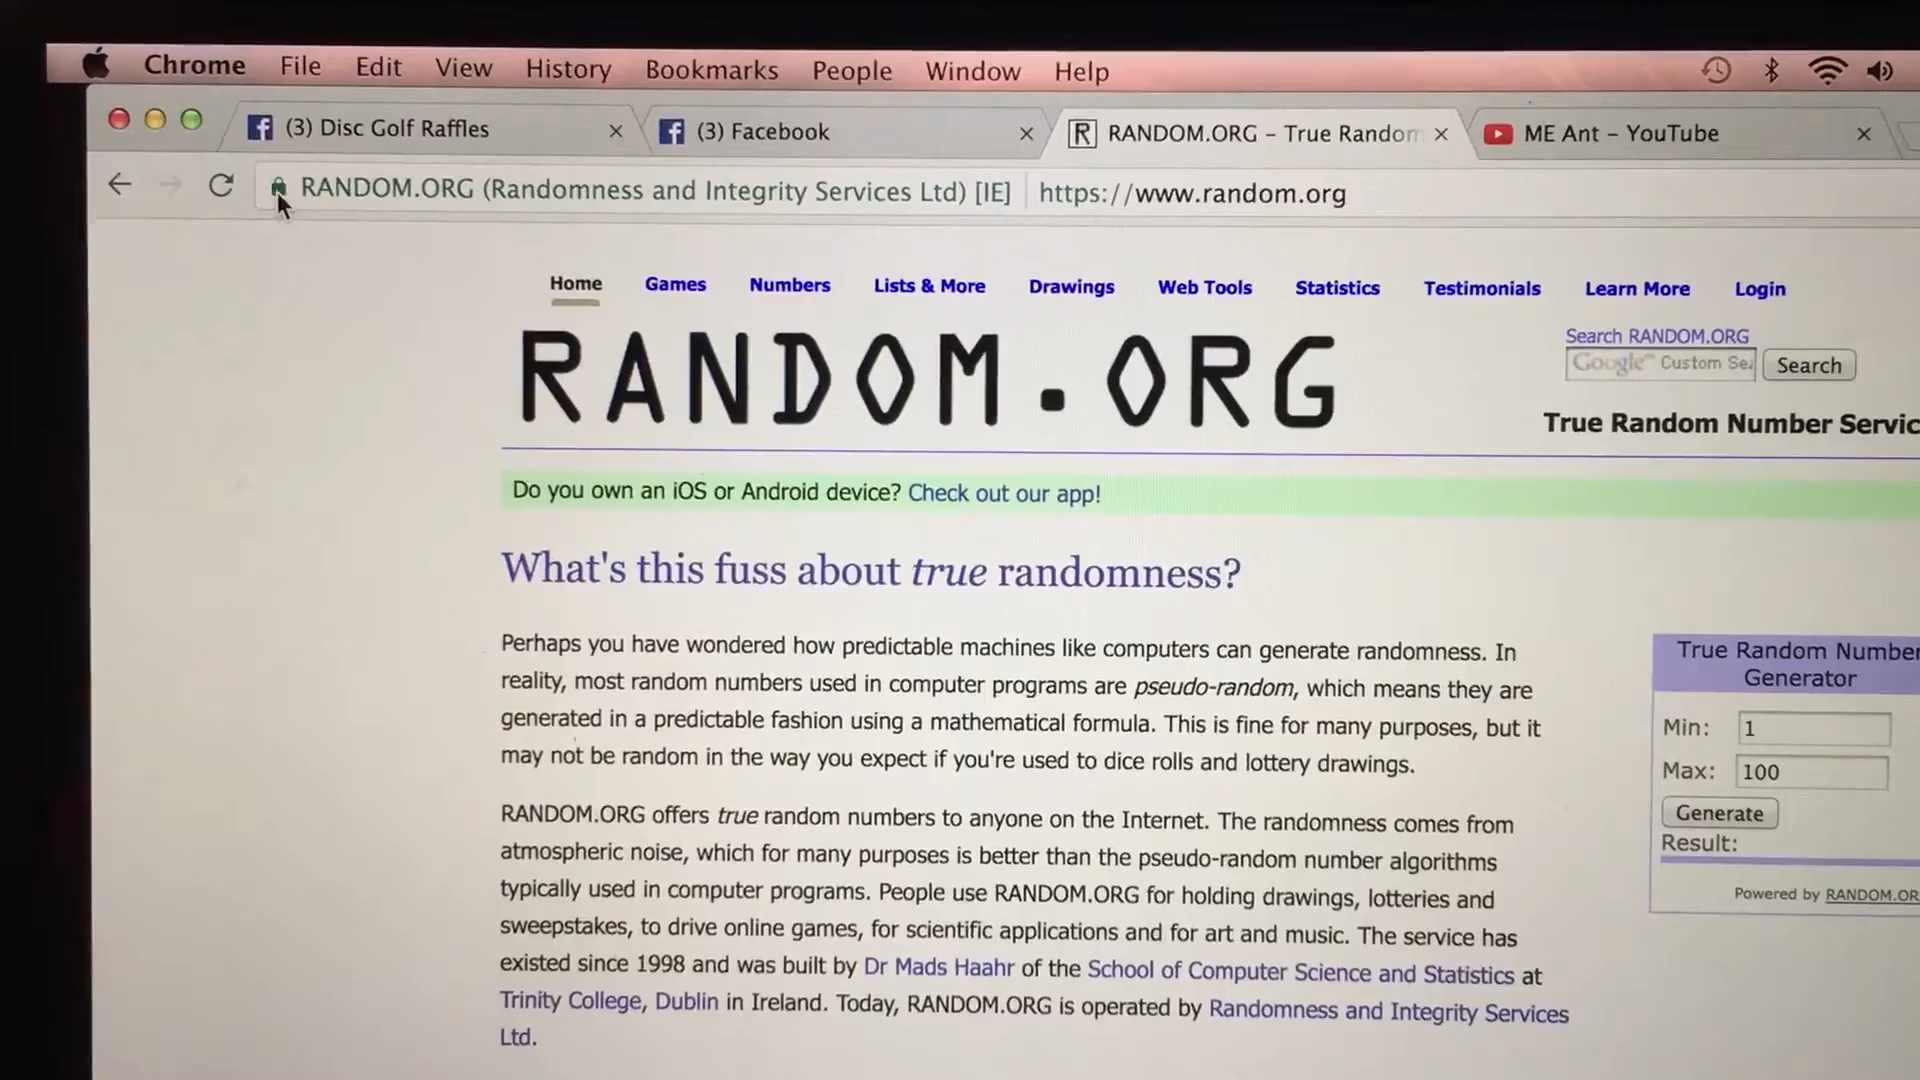 Chrome File Edit View History Bookmarks People Window Help
(3) Disc Golf Raffles
(3) Facebook
RANDOM.ORG - True Random
ME Ant - YouTube
RANDOM.ORG (Randomness and Integrity Services Ltd) [IE] https://www.random.org
Home Games Numbers Lists & More Drawings Web Tools Statistics Testimonials Learn More Login
RANDOM.ORG
Search RANDOM.ORG
Google™ Custom Sea
Search
True Random Number Servic
Do you own an iOS or Android device? Check out our app!
What's this fuss about true randomness?
Perhaps you have wondered how predictable machines like computers can generate randomness. In
reality, most random numbers used in computer programs are pseudo-random, which means they are
generated in a predictable fashion using a mathematical formula. This is fine for many purposes, but it
may not be random in the way you expect if you're used to dice rolls and lottery drawings.
RANDOM.ORG offers true random numbers to anyone on the Internet. The randomness comes from
atmospheric noise, which for many purposes is better than the pseudo-random number algorithms
typically used in computer programs. People use RANDOM.ORG for holding drawings, lotteries and
sweepstakes, to drive online games, for scientific applications and for art and music. The service has
existed since 1998 and was built by Dr Mads Haahr of the School of Computer Science and Statistics at
Trinity College, Dublin in Ireland. Today, RANDOM.ORG is operated by Randomness and Integrity Services
Ltd.
True Random Number
Generator
Min: 1
Max: 100
Generate
Result:
Powered by RANDOM.OR